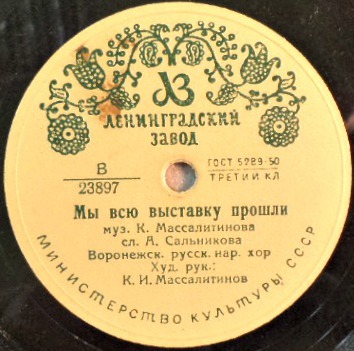 ЛЗ
ЛЕНИНГРАДСКИЙ
ЗАВОД
В
23897
ГОСТ 5289-50
ТРЕТИЙ КЛ
Мы всю выставку прошли
муз. К. Массалитинова
сл. А. Сальникова
Воронежск. русск. нар. хор
Худ. рук.:
К. И. Массалитинов
МИНИСТЕРСТВО КУЛЬТУРЫ СССР